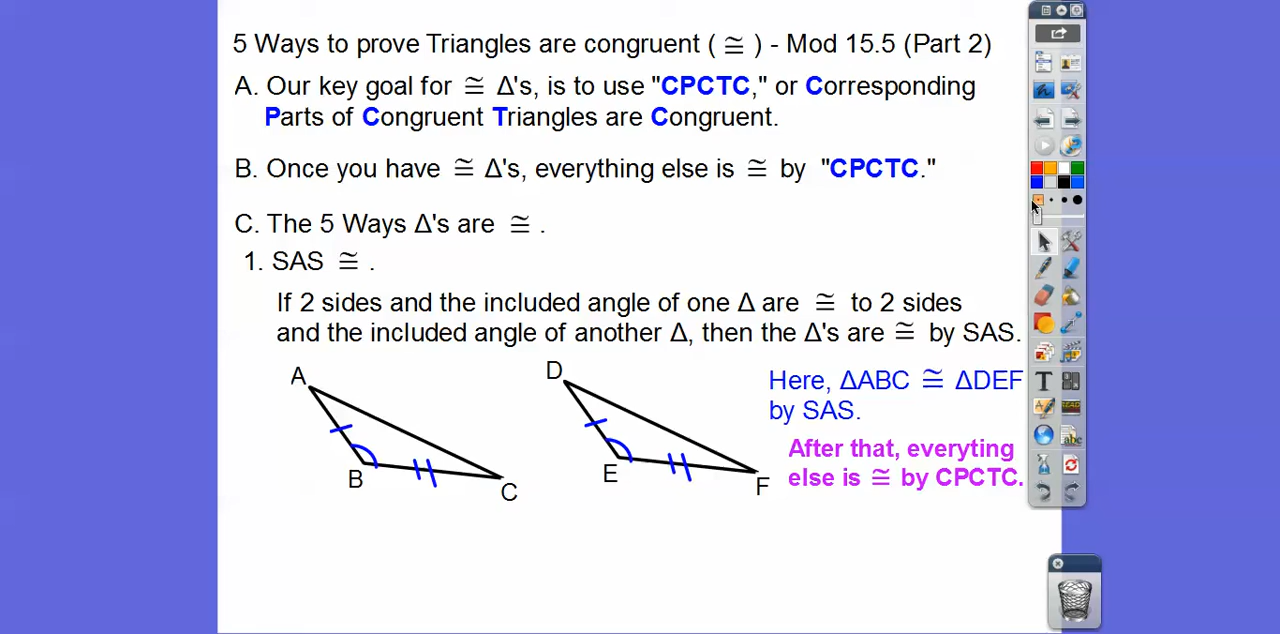 5 Ways to prove Triangles are congruent ( ≅ ) - Mod 15.5 (Part 2)
A. Our key goal for ≅ Δ's, is to use "CPCTC," or Corresponding
Parts of Congruent Triangles are Congruent.
B. Once you have ≅ Δ's, everything else is ≅ by "CPCTC."
C. The 5 Ways Δ's are ≅ .
1. SAS ≅ .
If 2 sides and the included angle of one Δ are ≅ to 2 sides
and the included angle of another Δ, then the Δ's are ≅ by SAS.
A
B
C
D
E
F
Here, ΔABC ≅ ΔDEF
by SAS.
After that, everyting
else is ≅ by CPCTC.